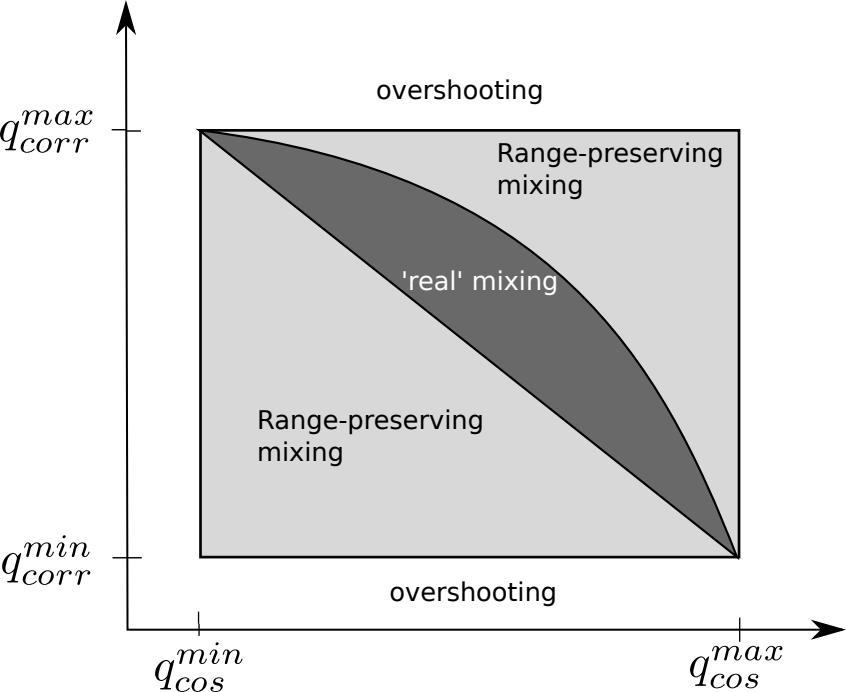 overshooting
q_{corr}^{max}
Range-preserving
mixing
'real' mixing
Range-preserving
mixing
q_{corr}^{min}
overshooting
q_{cos}^{min}
q_{cos}^{max}